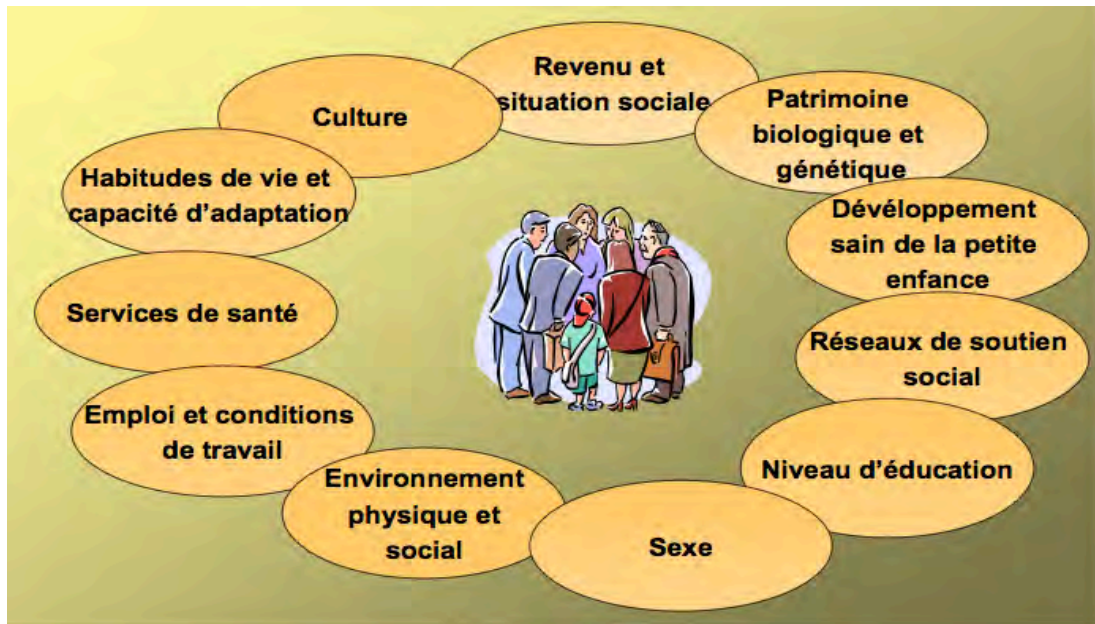 Revenu et
situation sociale
Patrimoine
biologique et
génétique
Dévéloppement
sain de la petite
enfance
Réseaux de soutien
social
Niveau d'éducation
Sexe
Environnement
physique et
social
Emploi et conditions
de travail
Services de santé
Habitudes de vie et
capacité d'adaptation
Culture